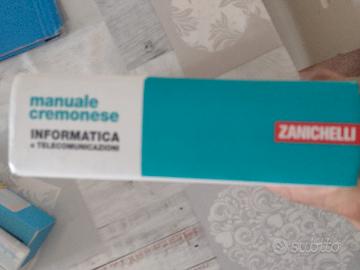 manuale
cremonese
INFORMATICA
e TELECOMUNICAZIONI
ZANICHELLI
subito